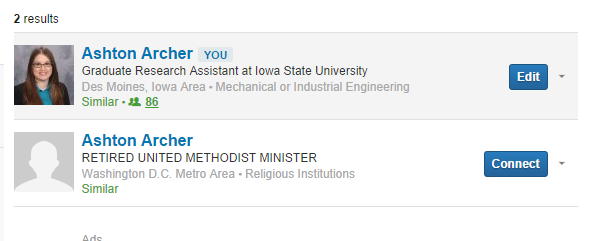 2 results
Ashton Archer YOU
Graduate Research Assistant at Iowa State University
Edit
Des Moines, Iowa Area • Mechanical or Industrial Engineering
Similar • 86
Ashton Archer
RETIRED UNITED METHODIST MINISTER
Connect
Washington D.C. Metro Area • Religious Institutions
Similar
Ads